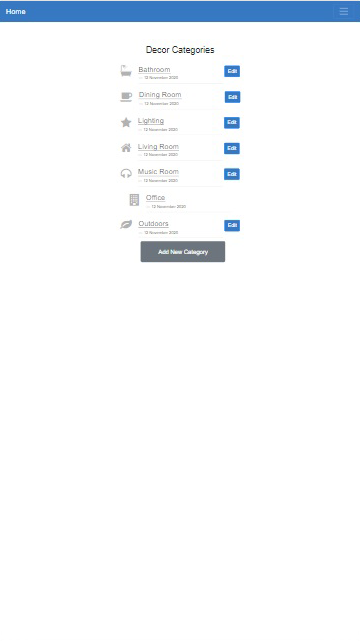 Home
Decor Categories
Bathroom
Edit
— 12 November 2020
Dining Room
Edit
— 12 November 2020
Lighting
Edit
— 12 November 2020
Living Room
Edit
— 12 November 2020
Music Room
Edit
— 12 November 2020
Office
— 12 November 2020
Outdoors
Edit
— 12 November 2020
Add New Category